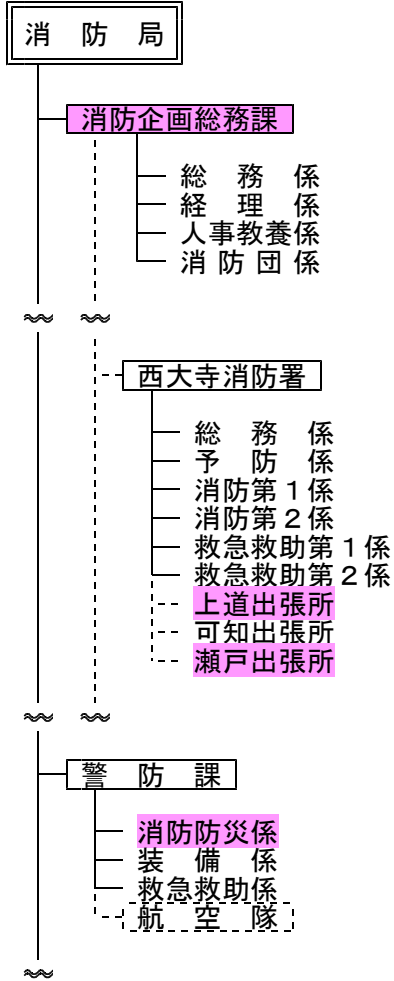 消　防　局
消防企画総務課
総　務　係
経　理　係
人事教養係
消 防 団 係
西大寺消防署
総　務　係
予　防　係
消防第１係
消防第２係
救急救助第１係
救急救助第２係
上道出張所
可知出張所
瀬戸出張所
警　防　課
消防防災係
装　備　係
救急救助係
航　空　隊